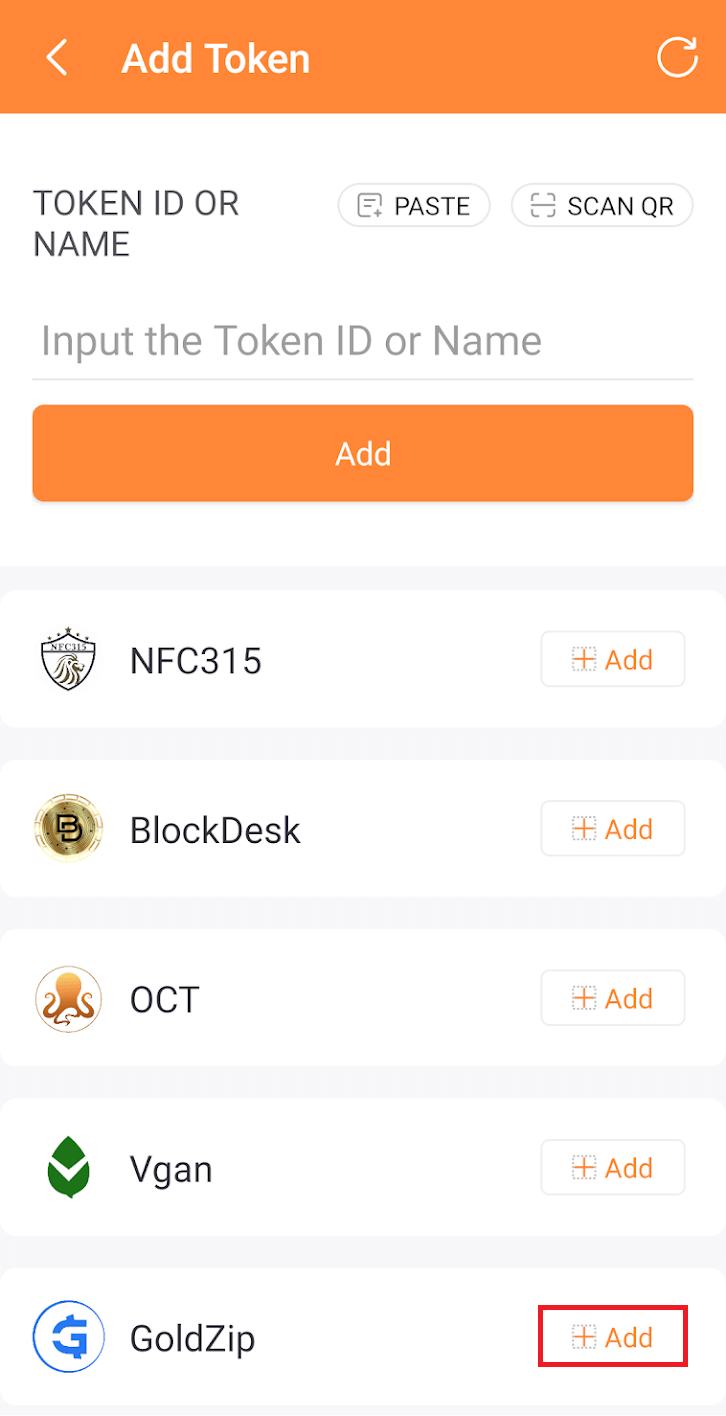 Add Token
TOKEN ID OR
NAME
PASTE
SCAN QR
Input the Token ID or Name
Add
NFC315
NFC315
Add
BlockDesk
Add
OCT
Add
Vgan
Add
GoldZip
Add